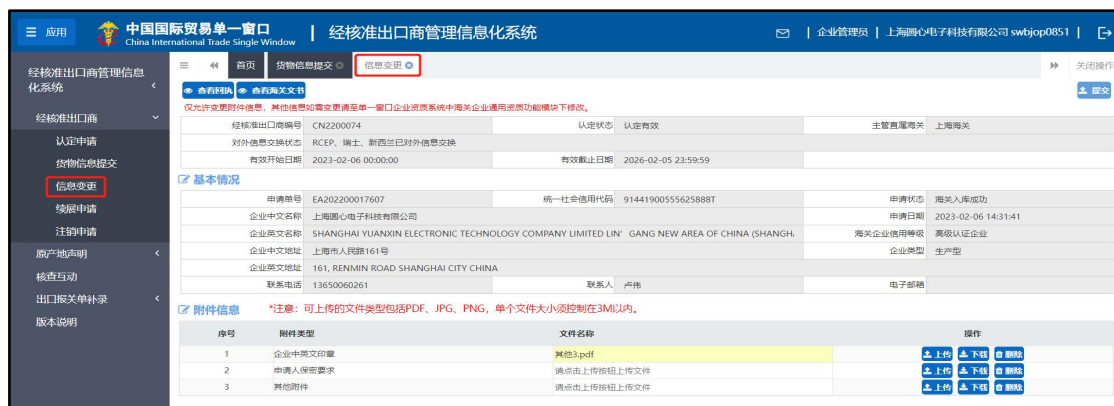 应用 中国国际贸易单一窗口 经核准出口商管理信息化系统 企业管理员 上海圆心电子科技有限公司 swbjop0851
China International Trade Single Window
经核准出口商管理信息化系统
首页 货物信息提交 信息变更 关闭操作
查看回执 查看海关文书 提交
仅允许变更附件信息，其他信息如需变更请至单一窗口企业资质系统中海关企业通用资质功能模块下修改。
经核准出口商
认定申请
货物信息提交
信息变更
续展申请
注销申请
原产地声明
核查互动
出口报关单补录
版本说明
经核准出口商编号 CN2200074 认定状态 认定有效 主管直属海关 上海海关
对外信息交换状态 RCEP、瑞士、新西兰已对外信息交换
有效开始日期 2023-02-06 00:00:00 有效截止日期 2026-02-05 23:59:59
基本情况
申请单号 EA202200017607 统一社会信用代码 91441900555625888T 申请状态 海关入库成功
企业中文名称 上海圆心电子科技有限公司 申请日期 2023-02-06 14:31:41
企业英文名称 SHANGHAI YUANXIN ELECTRONIC TECHNOLOGY COMPANY LIMITED LIN' GANG NEW AREA OF CHINA (SHANGH 海关企业信用等级 高级认证企业
企业中文地址 上海市人民路161号 企业类型 生产型
企业英文地址 161, RENMIN ROAD SHANGHAI CITY CHINA
联系电话 13650060261 联系人 卢伟 电子邮箱
附件信息 *注意：可上传的文件类型包括PDF、JPG、PNG，单个文件大小须控制在3M以内。
序号 附件类型 文件名称 操作
1 企业中英文印章 其他3.pdf 上传 下载 删除
2 申请人保密要求 请点击上传按钮上传文件 上传 下载 删除
3 其他附件 请点击上传按钮上传文件 上传 下载 删除